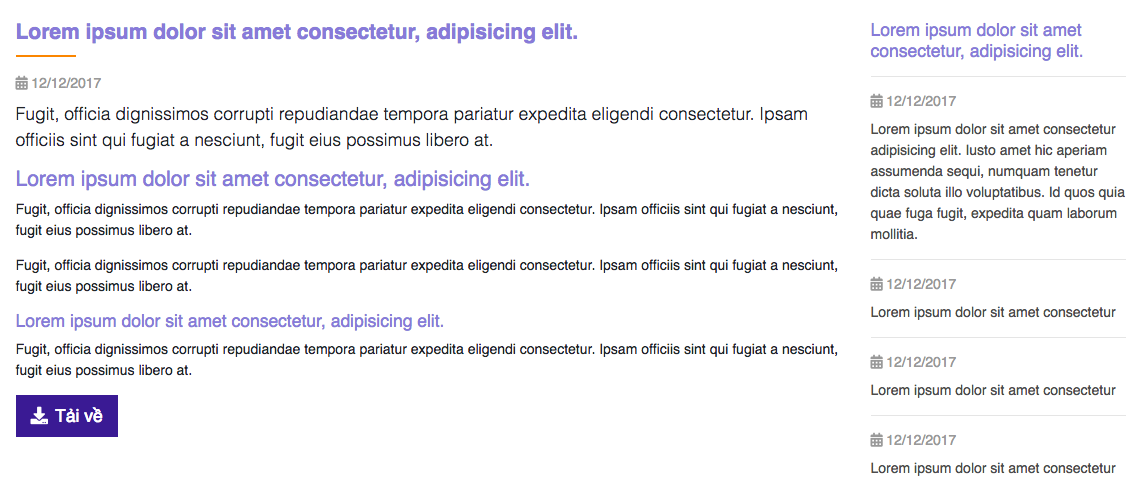 Lorem ipsum dolor sit amet consectetur, adipisicing elit.
12/12/2017
Fugit, officia dignissimos corrupti repudiandae tempora pariatur expedita eligendi consectetur. Ipsam
officiis sint qui fugiat a nesciunt, fugit eius possimus libero at.
Lorem ipsum dolor sit amet consectetur, adipisicing elit.
Fugit, officia dignissimos corrupti repudiandae tempora pariatur expedita eligendi consectetur. Ipsam officiis sint qui fugiat a nesciunt,
fugit eius possimus libero at.
Fugit, officia dignissimos corrupti repudiandae tempora pariatur expedita eligendi consectetur. Ipsam officiis sint qui fugiat a nesciunt,
fugit eius possimus libero at.
Lorem ipsum dolor sit amet consectetur, adipisicing elit.
Fugit, officia dignissimos corrupti repudiandae tempora pariatur expedita eligendi consectetur. Ipsam officiis sint qui fugiat a nesciunt,
fugit eius possimus libero at.
Tải về
Lorem ipsum dolor sit amet
consectetur, adipisicing elit.
12/12/2017
Lorem ipsum dolor sit amet consectetur
adipisicing elit. Iusto amet hic aperiam
assumenda sequi, numquam tenetur
dicta soluta illo voluptatibus. Id quos quia
quae fuga fugit, expedita quam laborum
mollitia.
12/12/2017
Lorem ipsum dolor sit amet consectetur
12/12/2017
Lorem ipsum dolor sit amet consectetur
12/12/2017
Lorem ipsum dolor sit amet consectetur